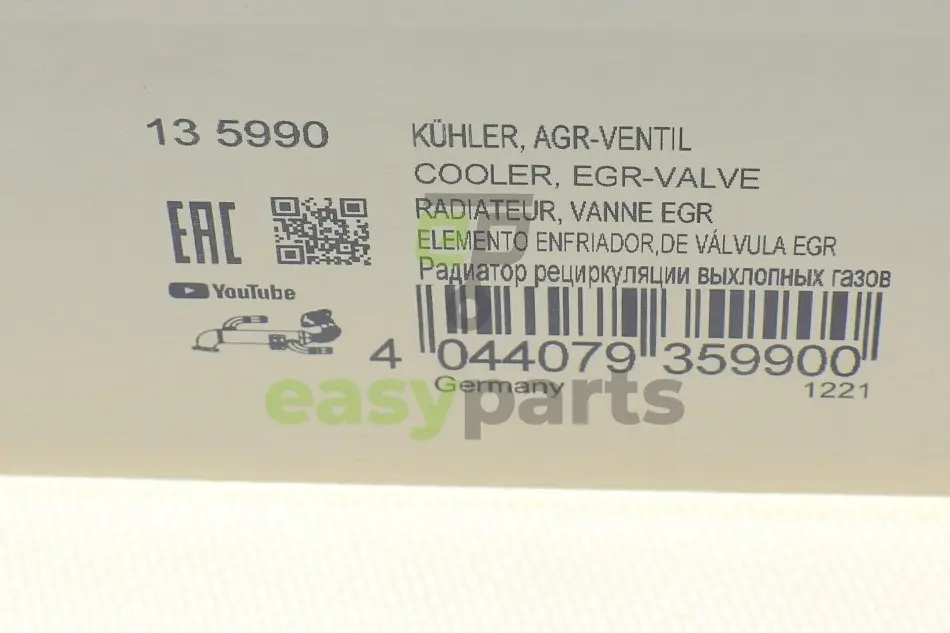 13 5990
KÜHLER, AGR-VENTIL
COOLER, EGR-VALVE
RADIATEUR, VANNE EGR
ELEMENTO ENFRIADOR,DE VÁLVULA EGR
Радиатор рециркуляции выхлопных газов
EAC
YouTube
4 044079 359900
Germany
1221
easyparts